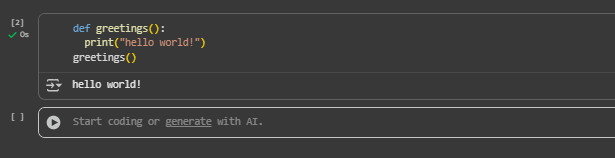 [2]
0s
def greetings():
  print("hello world!")
greetings()
hello world!
[ ]
Start coding or generate with AI.